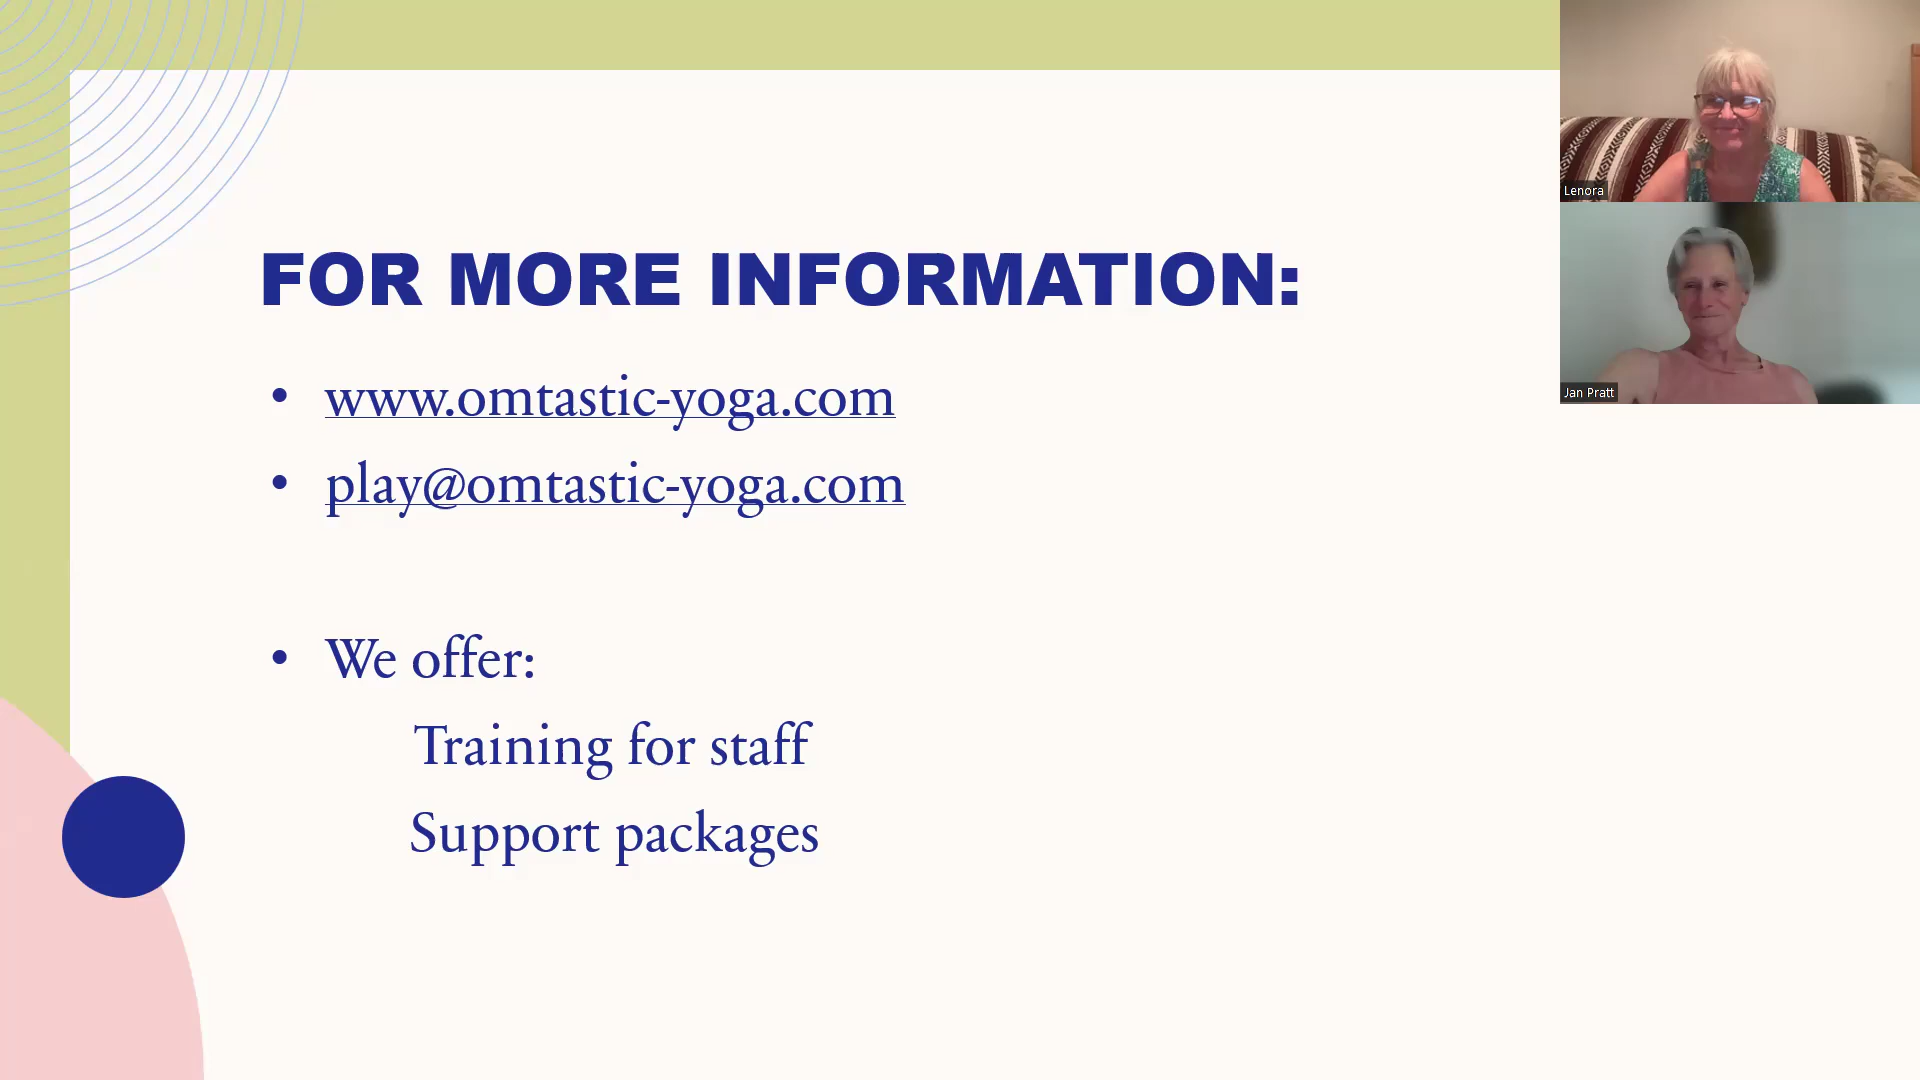 FOR MORE INFORMATION:
• www.omtastic-yoga.com
• play@omtastic-yoga.com
• We offer:
Training for staff
Support packages
Lenora
Jan Pratt